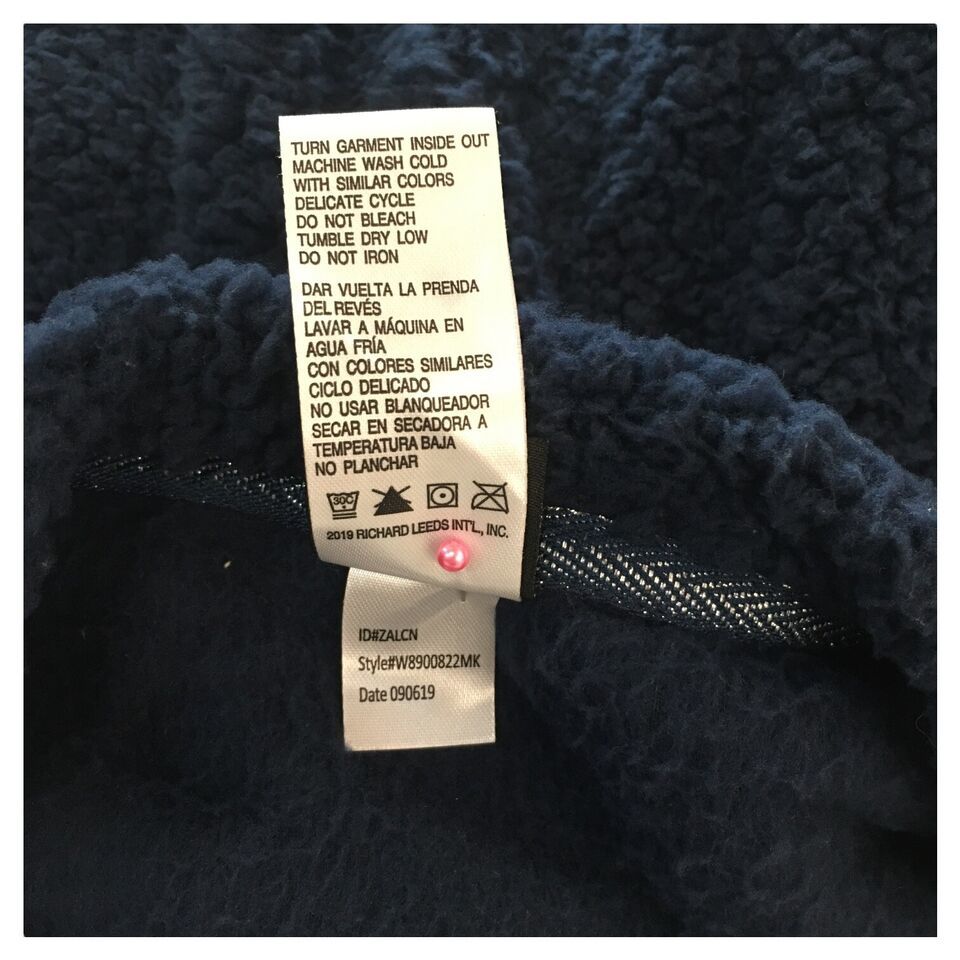 TURN GARMENT INSIDE OUT
MACHINE WASH COLD
WITH SIMILAR COLORS
DELICATE CYCLE
DO NOT BLEACH
TUMBLE DRY LOW
DO NOT IRON
DAR VUELTA LA PRENDA
DEL REVÉS
LAVAR A MÁQUINA EN
AGUA FRÍA
CON COLORES SIMILARES
CICLO DELICADO
NO USAR BLANQUEADOR
SECAR EN SECADORA A
TEMPERATURA BAJA
NO PLANCHAR
30C
2019 RICHARD LEEDS INT'L., INC.
ID#ZALCN
Style#W8900822MK
Date 090619